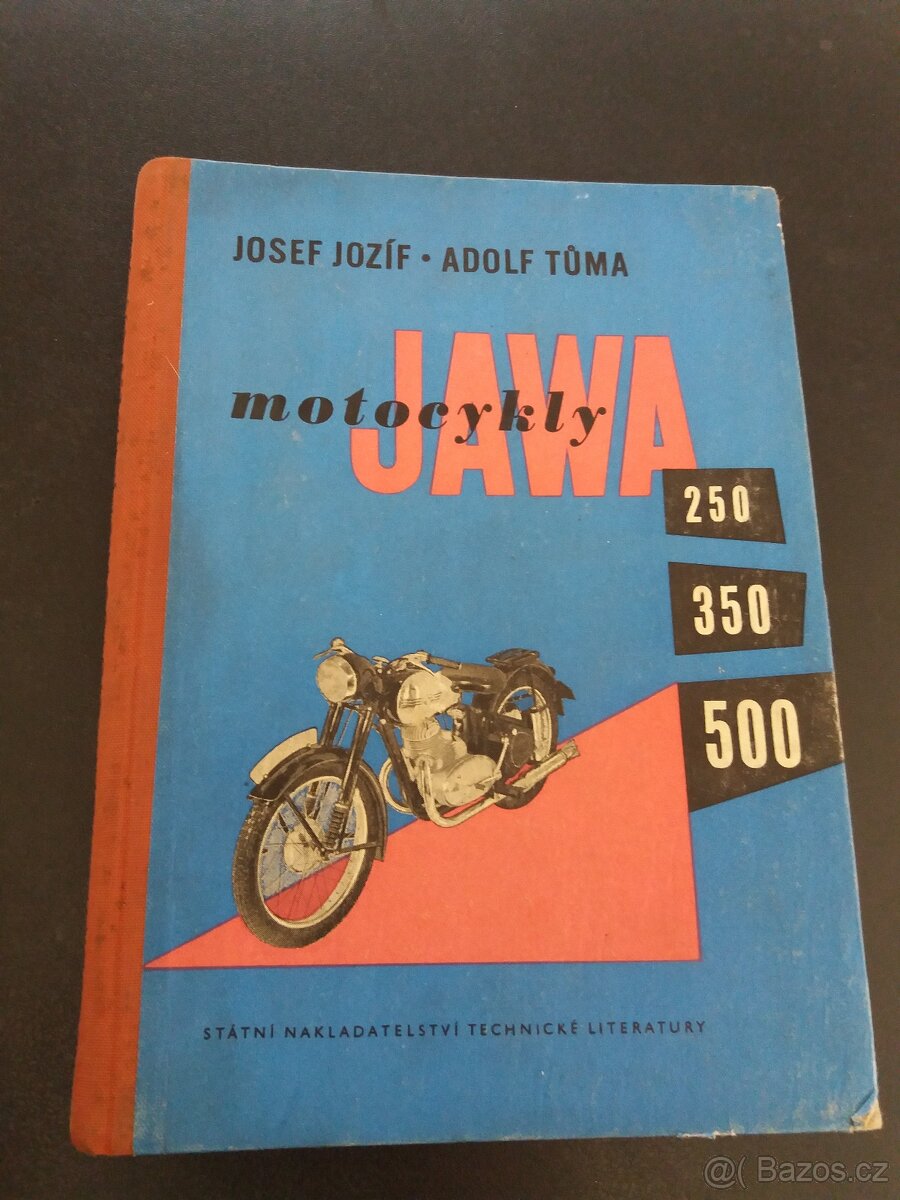 JOSEF JOZÍF • ADOLF TŮMA
motocykly JAWA
250
350
500
STÁTNÍ NAKLADATELSTVÍ TECHNICKÉ LITERATURY
@( Bazos.cz